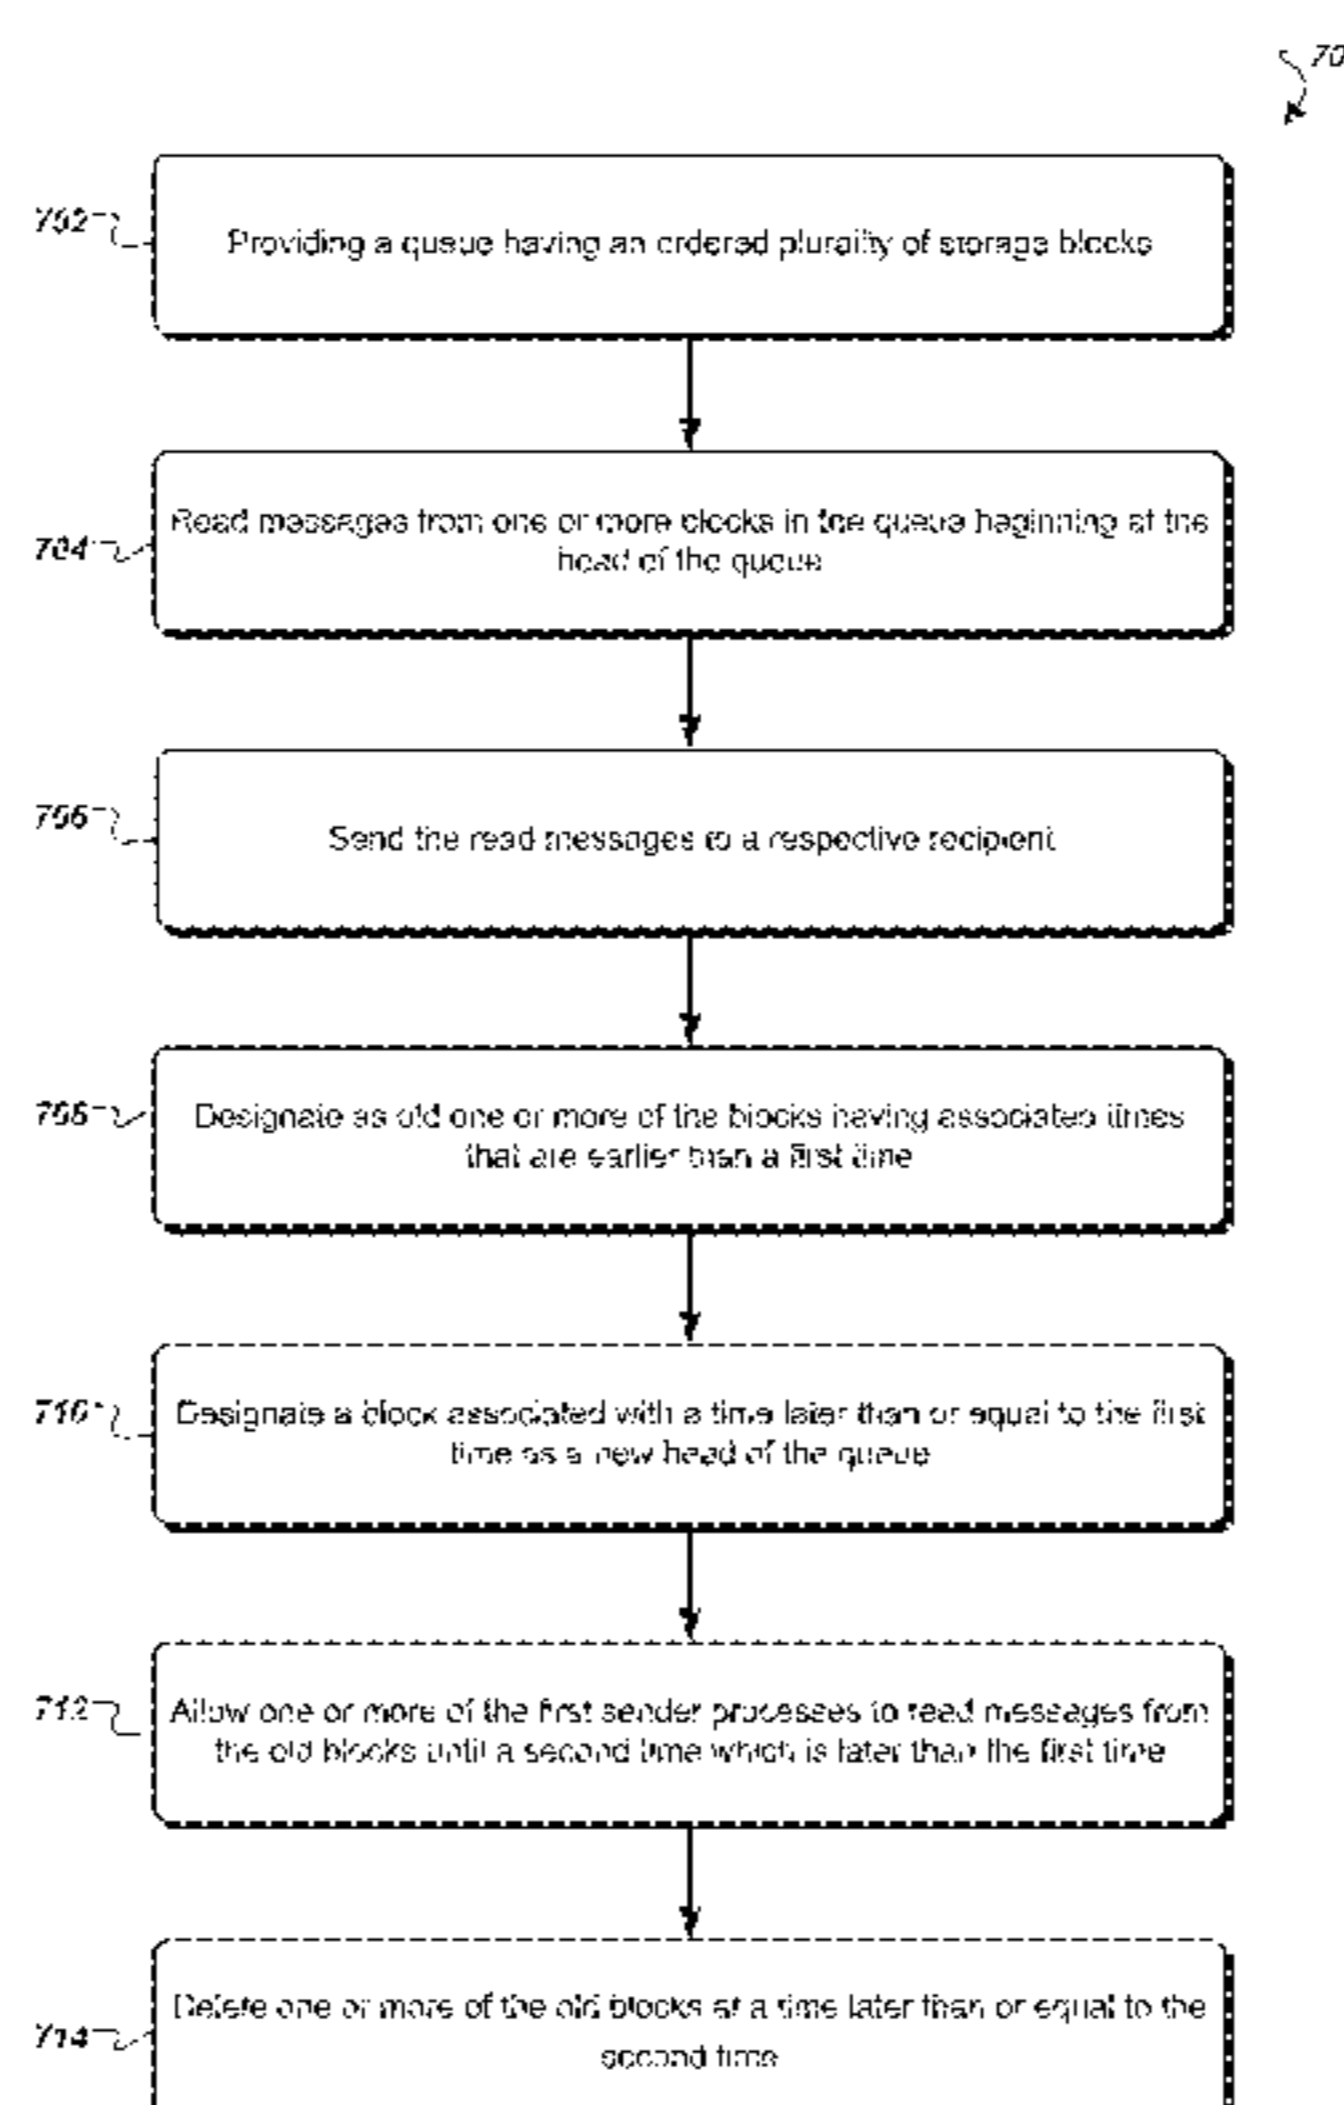 70
702
Providing a queue having an ordered plurality of storage blocks
704
Read messages from one or more blocks in the queue beginning at the
head of the queue
706
Send the read messages to a respective recipient
708
Designate as old one or more of the blocks having associated times
that are earlier than a first time
710
Designate a block associated with a time later than or equal to the first
time as a new head of the queue
712
Allow one or more of the first sender processes to read messages from
the old blocks until a second time which is later than the first time
714
Delete one or more of the old blocks at a time later than or equal to the
second time